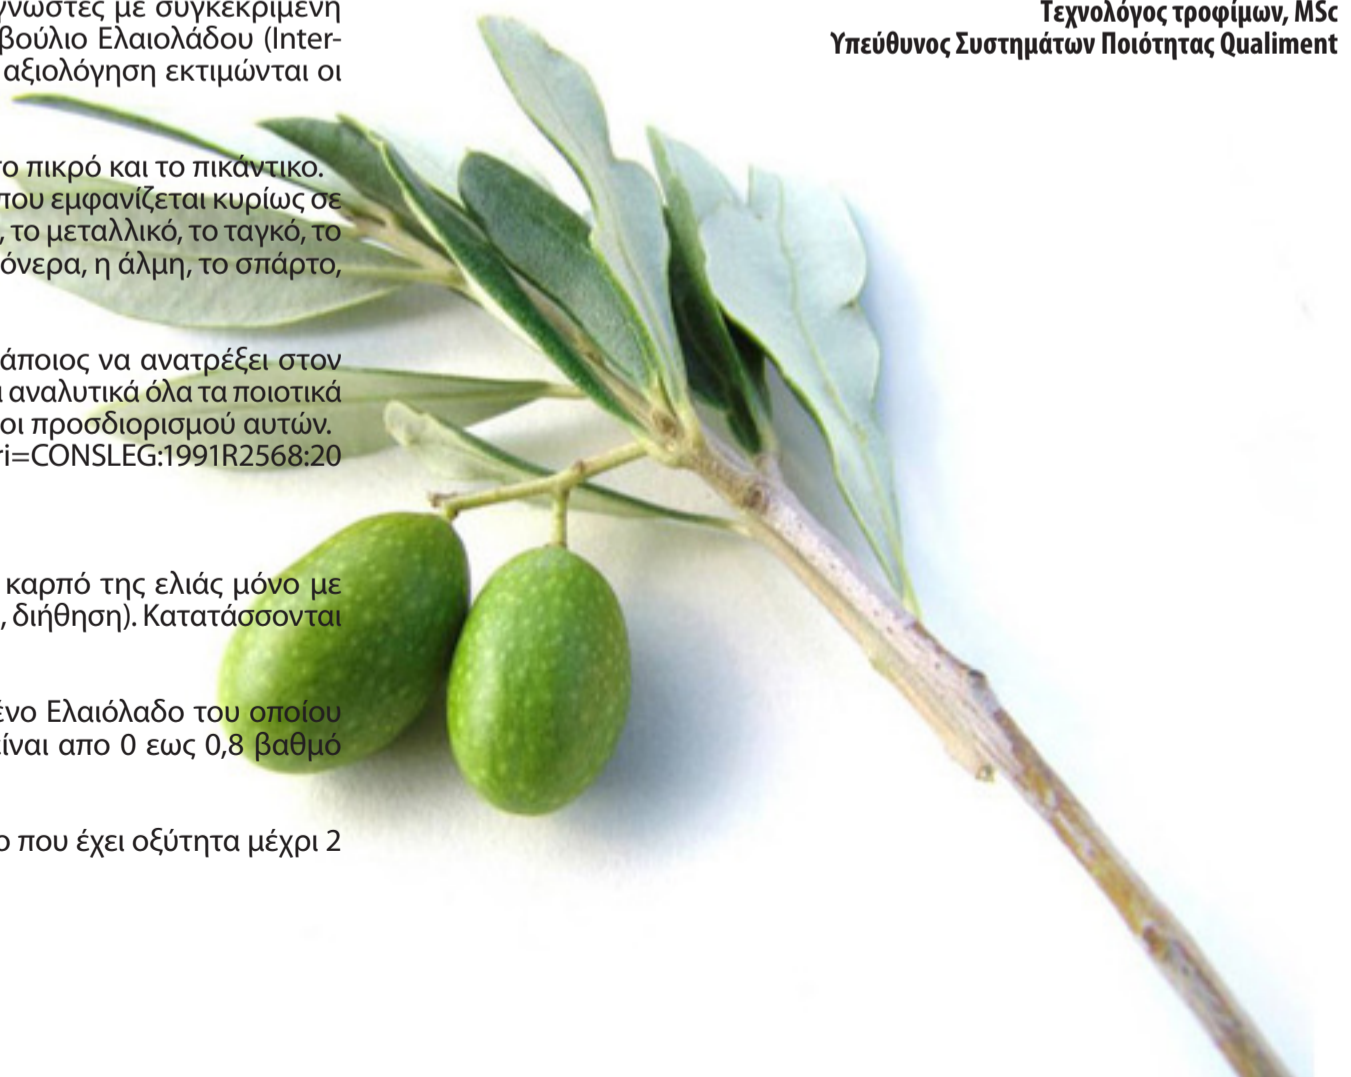 γνώστες με συγκεκριμένη
βούλιο Ελαιολάδου (Inter-
αξιολόγηση εκτιμώνται οι
το πικρό και το πικάντικο.
που εμφανίζεται κυρίως σε
, το μεταλλικό, το ταγκό, το
όνερα, η άλμη, το σπάρτο,
άποιος να ανατρέξει στον
αναλυτικά όλα τα ποιοτικά
οι προσδιορισμού αυτών.
ri=CONSLEG:1991R2568:20
καρπό της ελιάς μόνο με
, διήθηση). Κατατάσσονται
ένο Ελαιόλαδο του οποίου
είναι απο 0 εως 0,8 βαθμό
ο που έχει οξύτητα μέχρι 2
Τεχνολόγος τροφίμων, MSc
Υπεύθυνος Συστημάτων Ποιότητας Qualiment